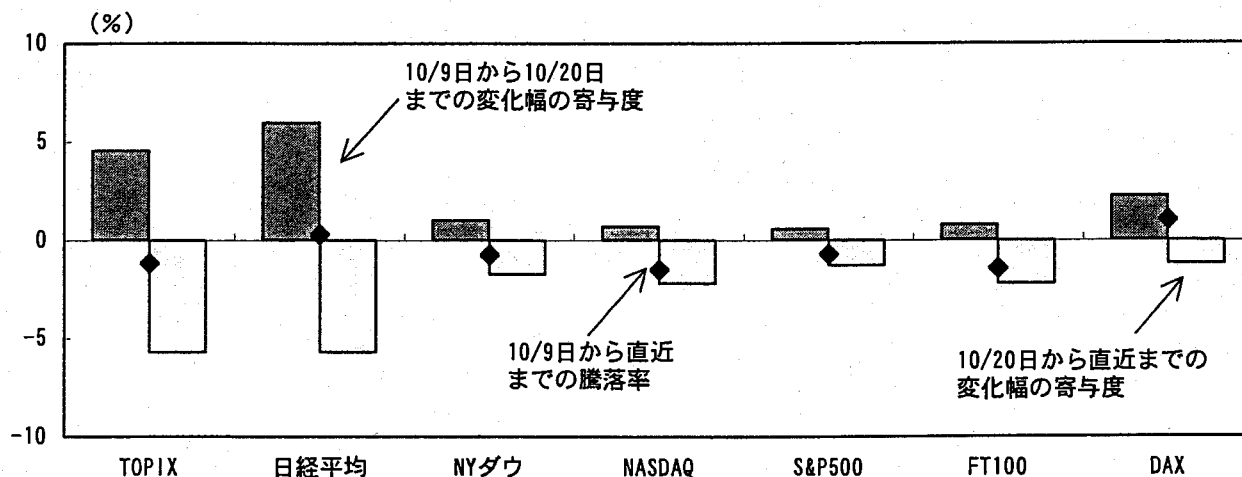 (%)
10
5
0
-5
-10
10/9日から10/20日
までの変化幅の寄与度
10/9日から直近
までの騰落率
10/20日から直近までの
変化幅の寄与度
TOPIX 日経平均 NYダウ NASDAQ S&P500 FT100 DAX